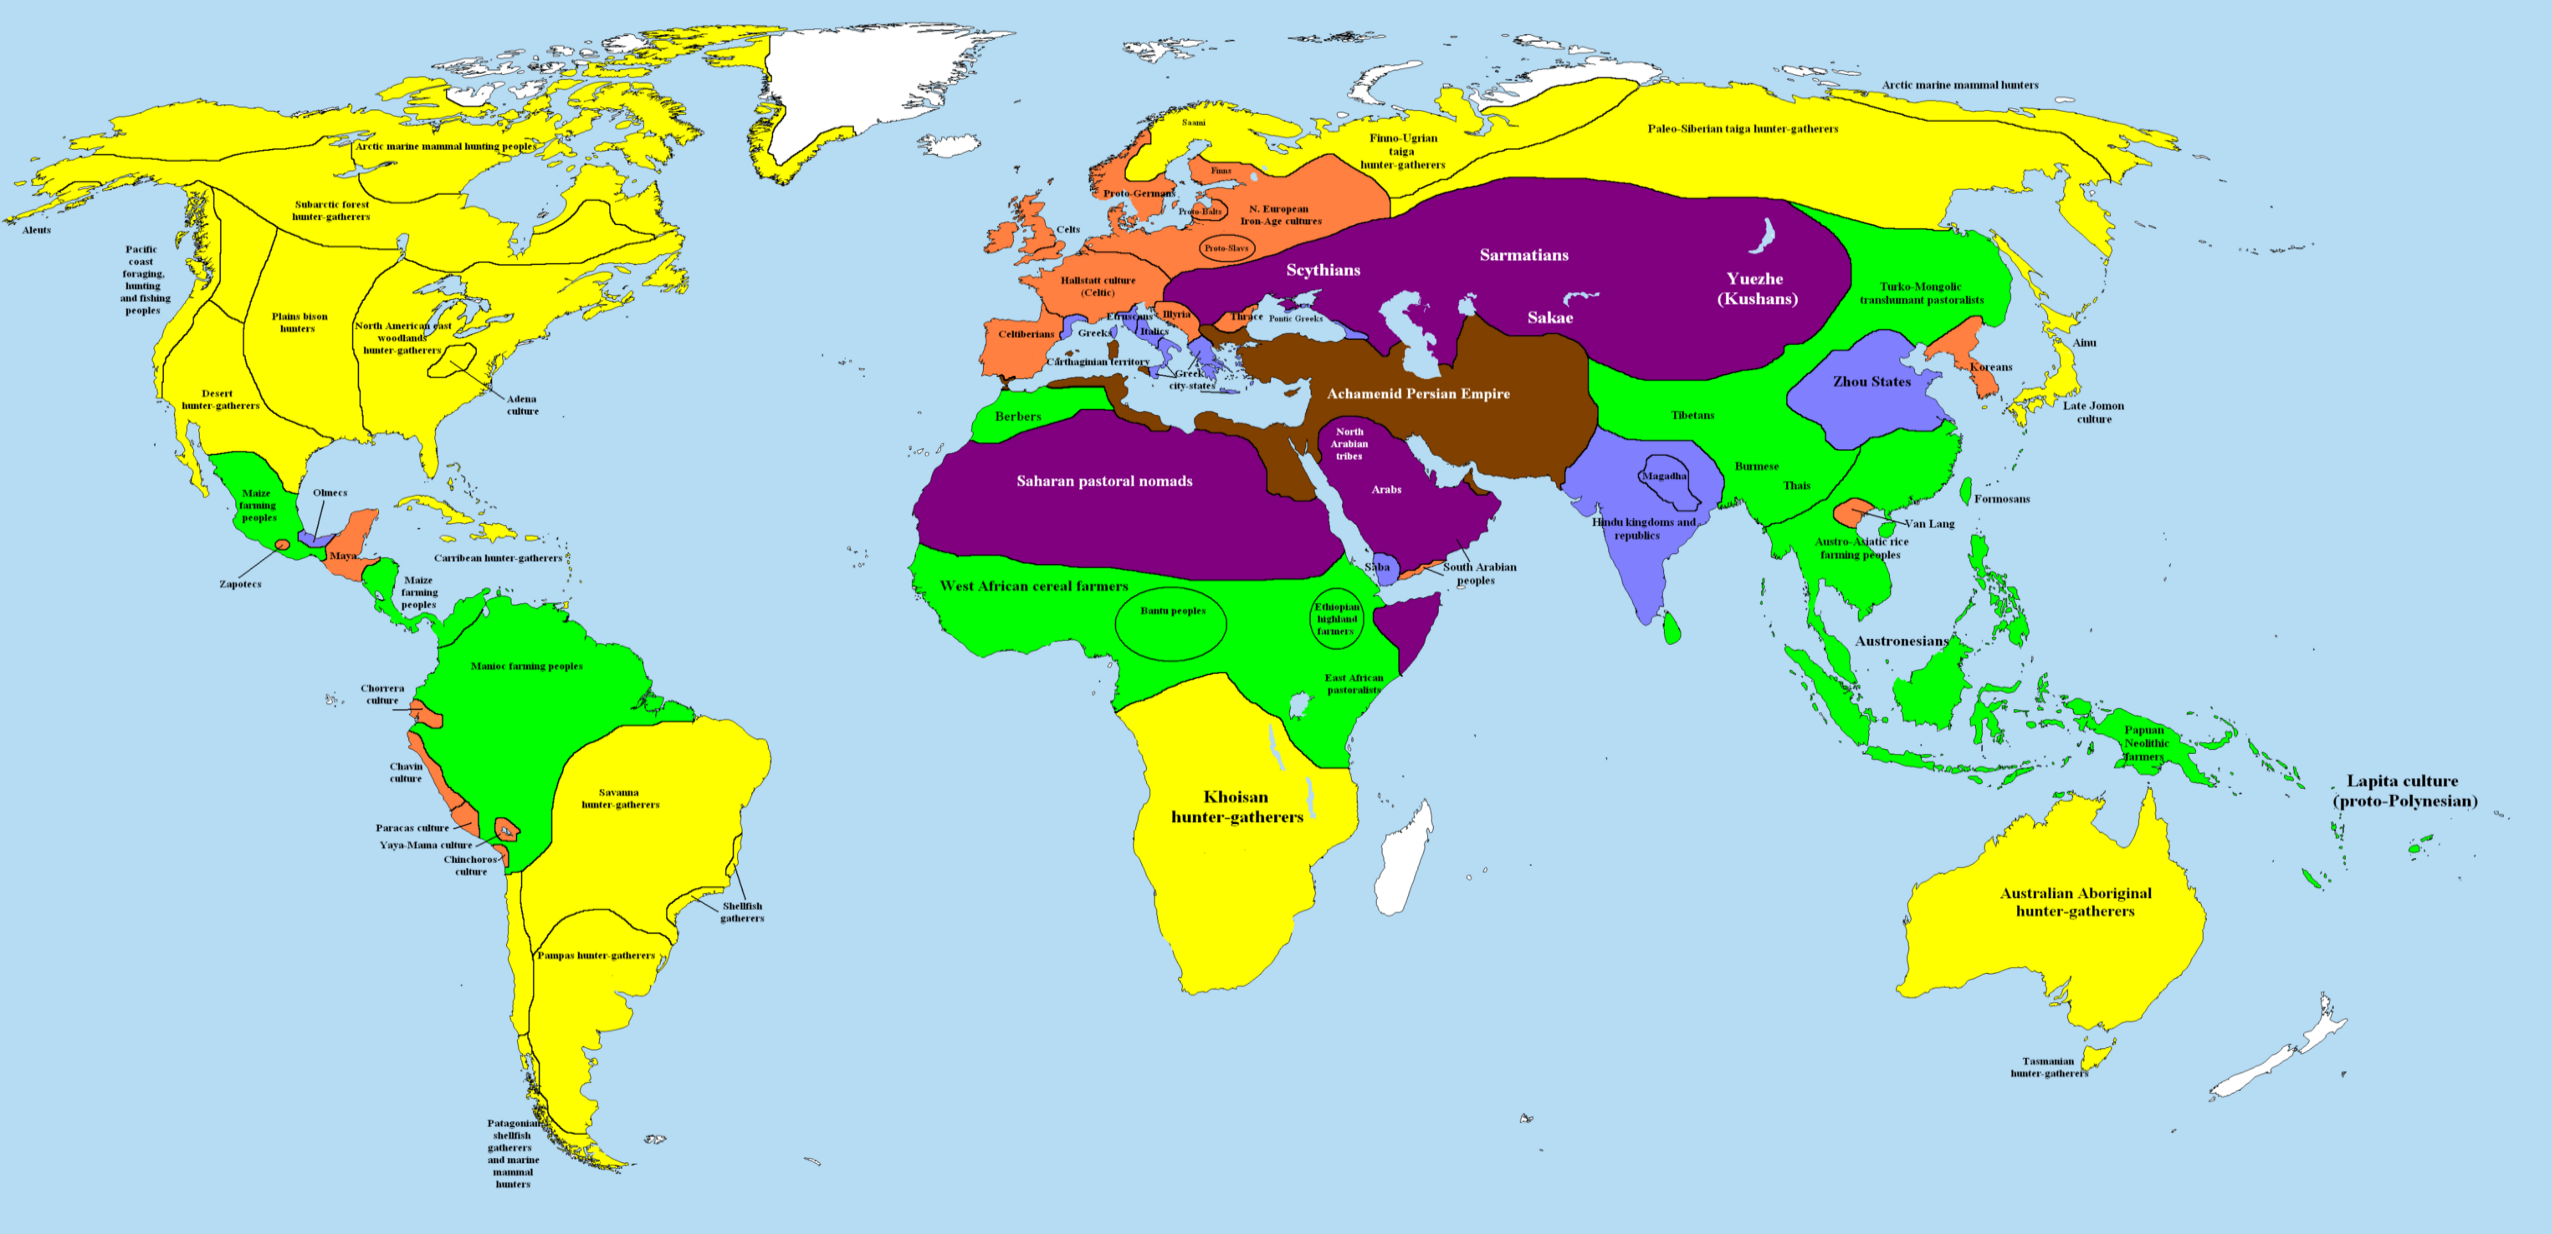 Arctic marine mammal hunting peoples
Subarctic forest
hunter-gatherers
Aleuts
Pacific
coast
foraging,
hunting
and fishing
peoples
Plains bison
hunters
North American east
woodlands
hunter-gatherers
Desert
hunter-gatherers
Adena
culture
Maize
farming
peoples
Olmecs
Zapotecs
Maya
Carribean hunter-gatherers
Maize
farming
peoples
Manioc farming peoples
Chorrera
culture
Chavin
culture
Paracas culture
Yaya-Mama culture
Chinchoros
culture
Savanna
hunter-gatherers
Shellfish
gatherers
Pampas hunter-gatherers
Patagonian
shellfish
gatherers
and marine
mammal
hunters
Saami
Finno-Ugrian
taiga
hunter-gatherers
Paleo-Siberian taiga hunter-gatherers
Arctic marine mammal hunters
Finns
Proto-Germans
Proto-Balts
N. European
Iron-Age cultures
Celts
Proto-Slavs
Hallstatt culture
(Celtic)
Scythians
Sarmatians
Yuezhe
(Kushans)
Sakae
Turko-Mongolic
transhumant pastoralists
Celtiberians
Greeks
Etruscans
Italics
Illyria
Thrace
Pontic Greeks
Carthaginian territory
Greek
city-states
Achamenid Persian Empire
Zhou States
Koreans
Ainu
Late Jomon
culture
Berbers
Saharan pastoral nomads
North
Arabian
tribes
Arabs
Tibetans
Magadha
Hindu kingdoms and
republics
Burmese
Thais
Formosans
Van Lang
Austro-Asiatic rice
farming peoples
Saba
South Arabian
peoples
West African cereal farmers
Bantu peoples
Ethiopian
highland
farmers
East African
pastoralists
Khoisan
hunter-gatherers
Austronesians
Papuan
Neolithic
farmers
Lapita culture
(proto-Polynesian)
Australian Aboriginal
hunter-gatherers
Tasmanian
hunter-gatherers